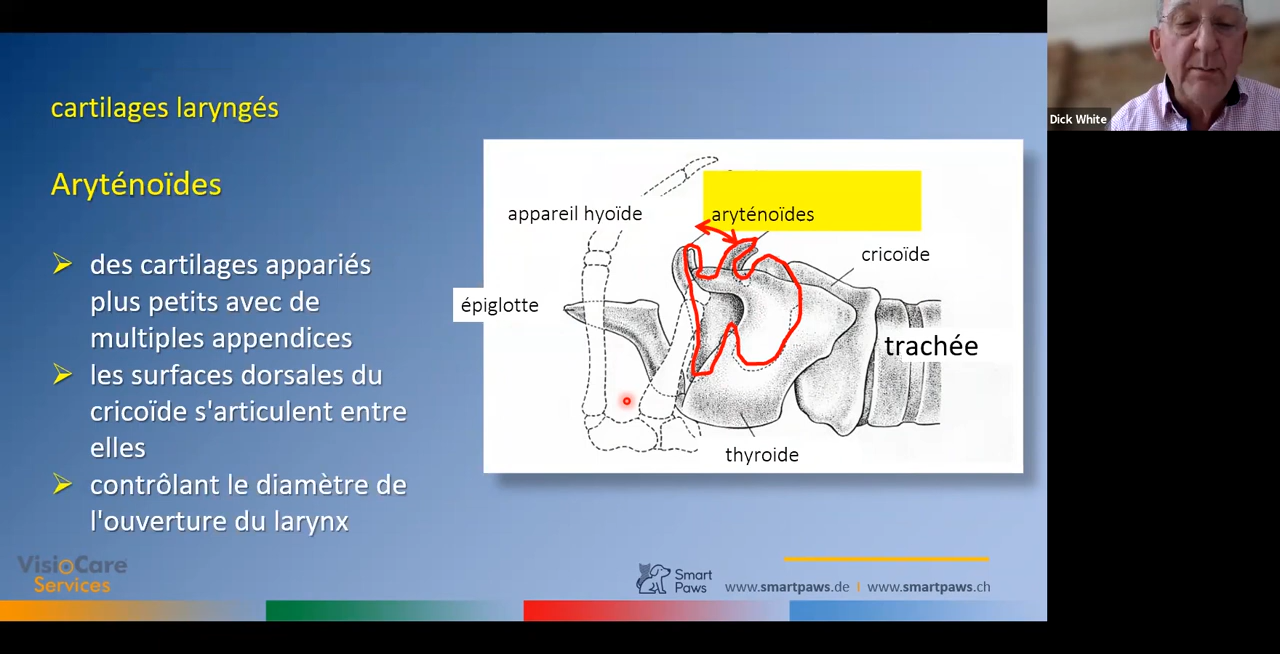 cartilages laryngés
Aryténoïdes
des cartilages appariés
plus petits avec de
multiples appendices
les surfaces dorsales du
cricoïde s'articulent entre
elles
contrôlant le diamètre de
l'ouverture du larynx
appareil hyoïde
aryténoïdes
cricoïde
épiglotte
trachée
thyroide
Dick White
VisioCare
Services
Smart
Paws
www.smartpaws.de | www.smartpaws.ch